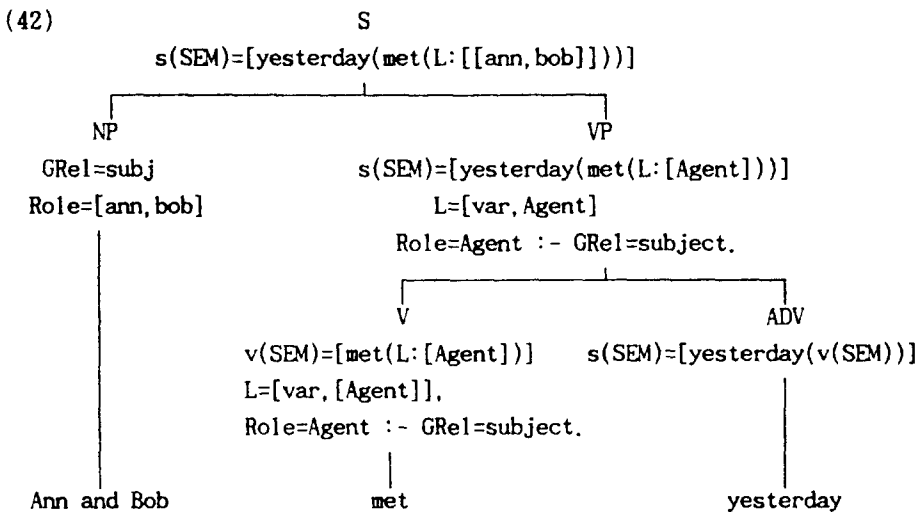 (42) S
s(SEM)=[yesterday(met(L:[[ann,bob]]))]
NP VP
GRel=subj s(SEM)=[yesterday(met(L:[Agent]))]
Role=[ann,bob] L=[var,Agent]
Role=Agent :- GRel=subject.
V ADV
v(SEM)=[met(L:[Agent])] s(SEM)=[yesterday(v(SEM))]
L=[var,[Agent]],
Role=Agent :- GRel=subject.
Ann and Bob met yesterday